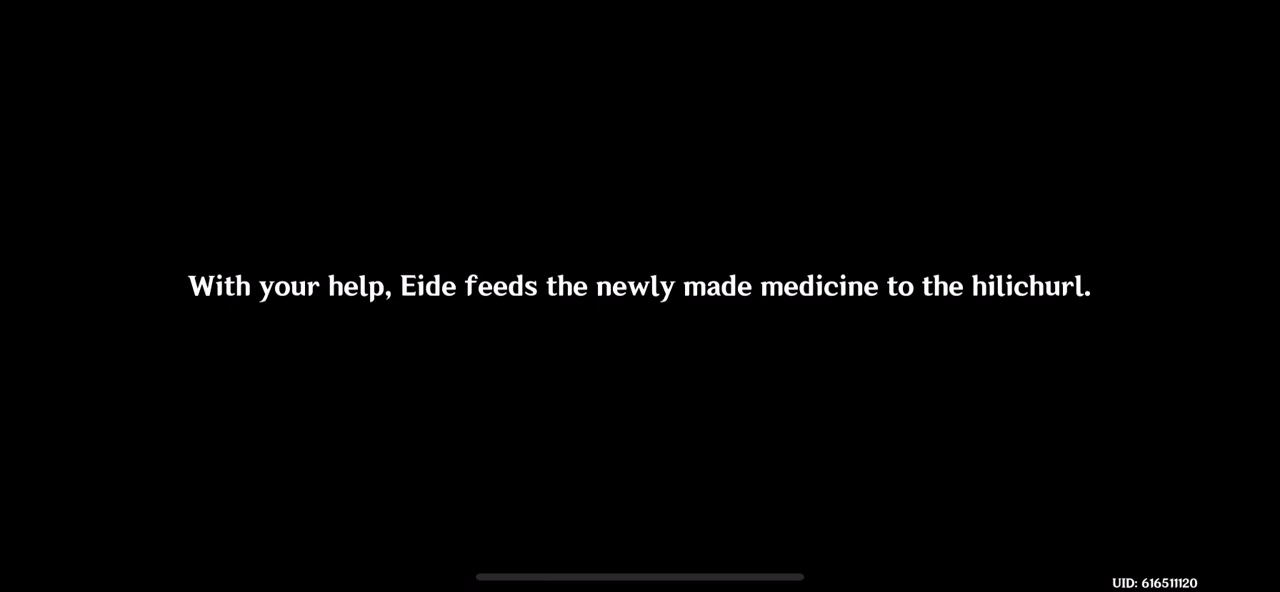 With your help, Eide feeds the newly made medicine to the hilichurl.
UID: 616511120